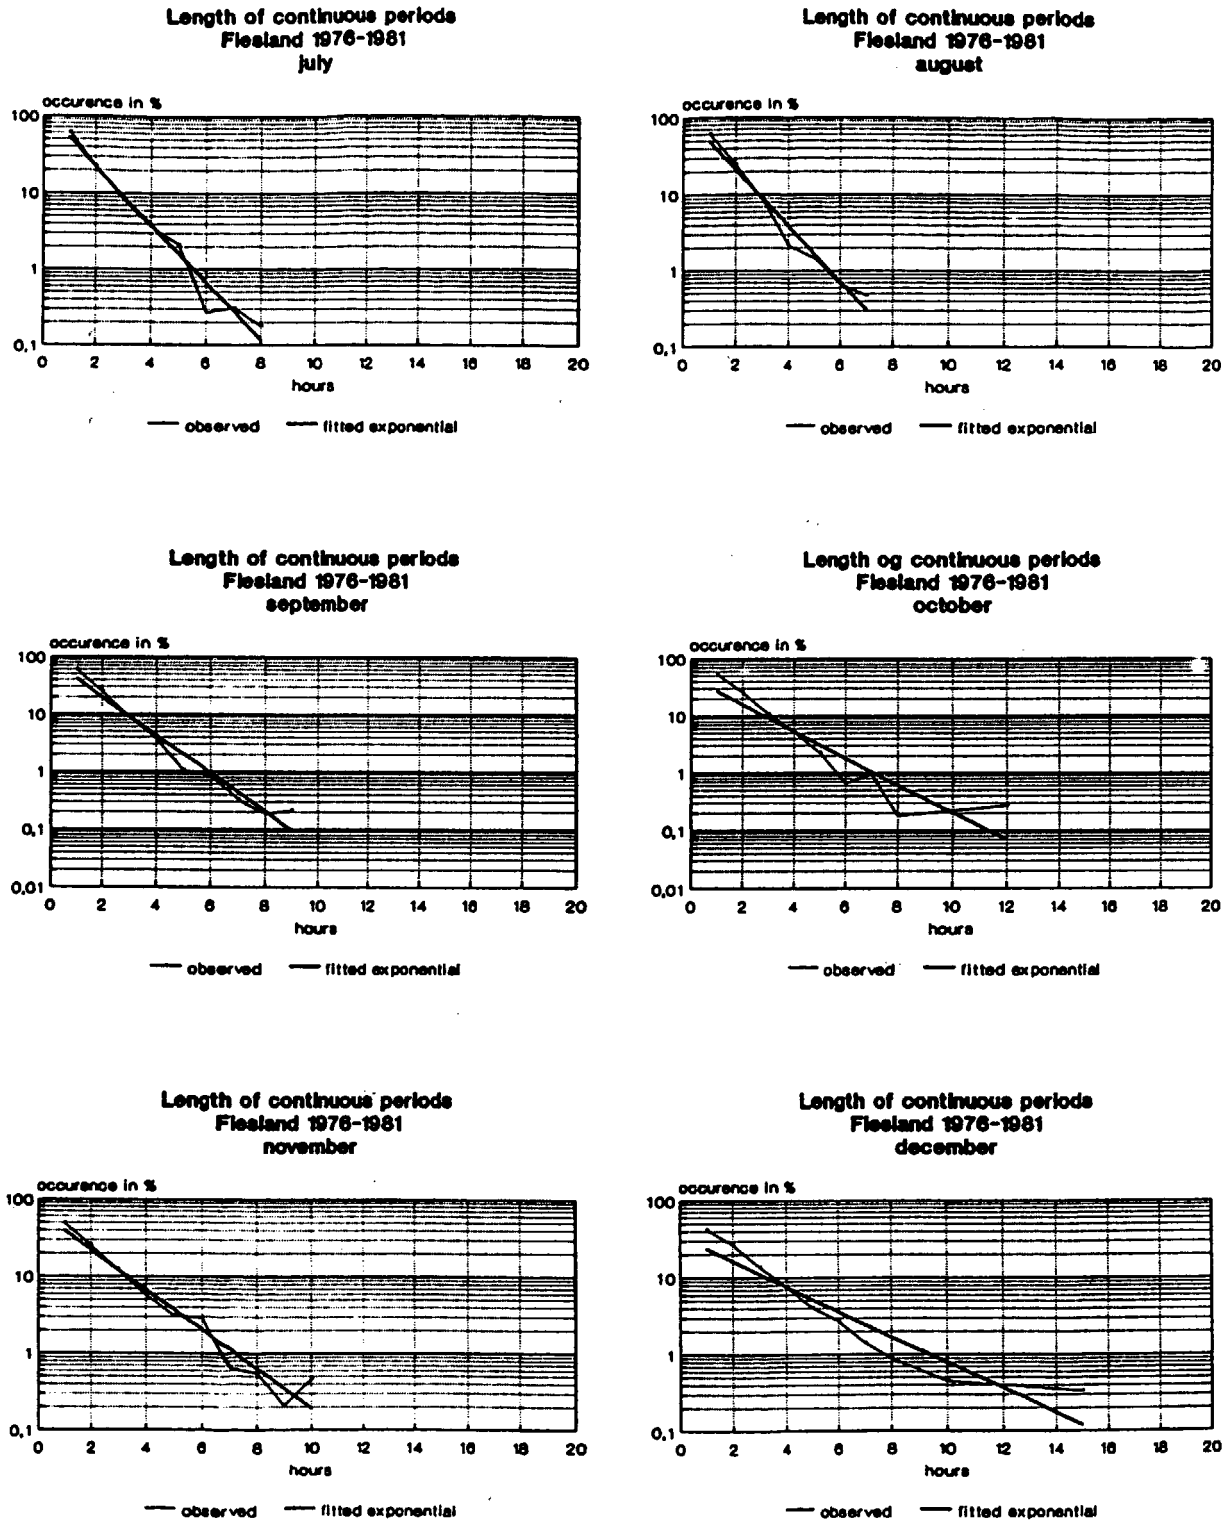 Length of continuous periods
Flesland 1976-1981
july
occurence in %
100
10
1
0,1
0 2 4 6 8 10 12 14 16 18 20
hours
observed fitted exponential
Length of continuous periods
Flesland 1976-1981
august
occurence in %
100
10
1
0,1
0 2 4 6 8 10 12 14 16 18 20
hours
observed fitted exponential
Length of continuous periods
Flesland 1976-1981
september
occurence in %
100
10
1
0,1
0,01
0 2 4 6 8 10 12 14 16 18 20
hours
observed fitted exponential
Length og continuous periods
Flesland 1976-1981
october
occurence in %
100
10
1
0,1
0,01
0 2 4 6 8 10 12 14 16 18 20
hours
observed fitted exponential
Length of continuous periods
Flesland 1976-1981
november
occurence in %
100
10
1
0,1
0 2 4 6 8 10 12 14 16 18 20
hours
observed fitted exponential
Length of continuous periods
Flesland 1976-1981
december
occurence in %
100
10
1
0,1
0 2 4 6 8 10 12 14 16 18 20
hours
observed fitted exponential